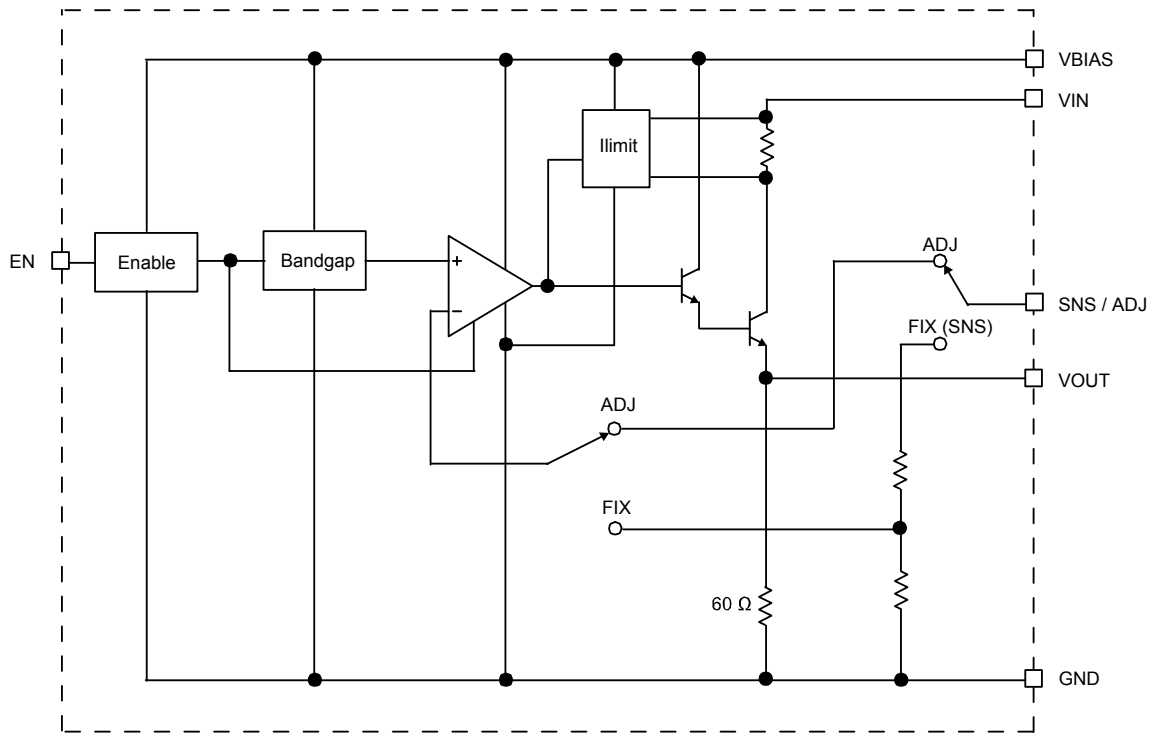 VBIAS
VIN
Ilimit
EN
Enable
Bandgap
+
ADJ
SNS / ADJ
−
FIX (SNS)
VOUT
ADJ
FIX
60 Ω
GND